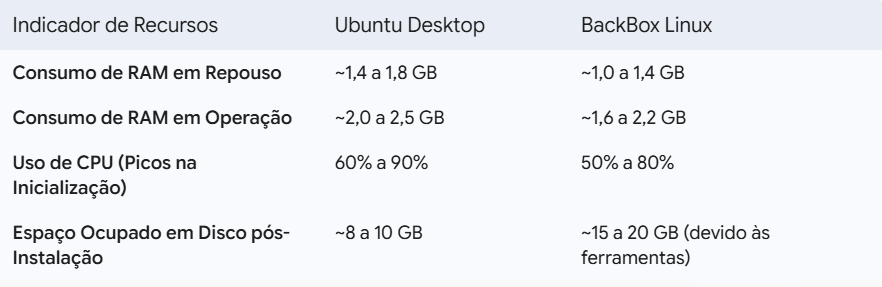 Indicador de Recursos Ubuntu Desktop BackBox Linux
Consumo de RAM em Repouso ~1,4 a 1,8 GB ~1,0 a 1,4 GB
Consumo de RAM em Operação ~2,0 a 2,5 GB ~1,6 a 2,2 GB
Uso de CPU (Picos na 60% a 90% 50% a 80%
Inicialização)
Espaço Ocupado em Disco pós- ~8 a 10 GB ~15 a 20 GB (devido às
Instalação ferramentas)